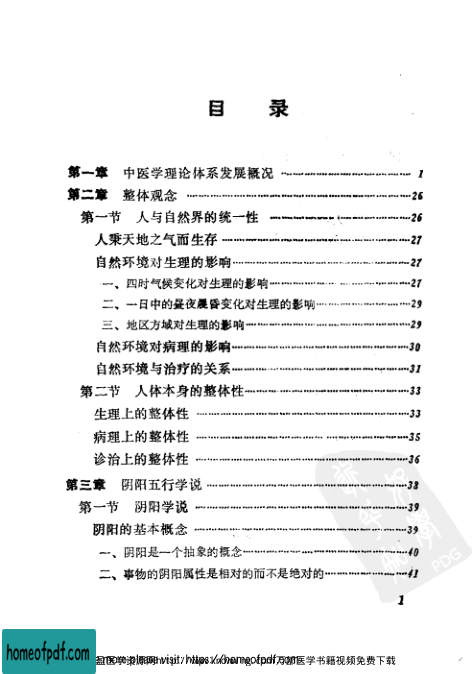 目 录
第一章 中医学理论体系发展概况 ……………… 1
第二章 整体观念 ……………… 26
第一节 人与自然界的统一性 ……………… 26
人乘天地之气而生存 ……………… 27
自然环境对生理的影响 ……………… 27
一、四时气候变化对生理的影响 ……………… 27
二、一日中的昼夜晨昏变化对生理的影响 ……………… 29
三、地区方域对生理的影响 ……………… 29
自然环境对病理的影响 ……………… 30
自然环境与治疗的关系 ……………… 31
第二节 人体本身的整体性 ……………… 33
生理上的整体性 ……………… 33
病理上的整体性 ……………… 35
诊治上的整体性 ……………… 36
第三章 阴阳五行学说 ……………… 38
第一节 阴阳学说 ……………… 39
阴阳的基本概念 ……………… 39
一、阴阳是一个抽象的概念 ……………… 40
二、事物的阴阳属性是相对的而不是绝对的 ……………… 41
PDG
1
homeofpdf.com
please visit: https://homeofpdf.com
医学书籍视频免费下载